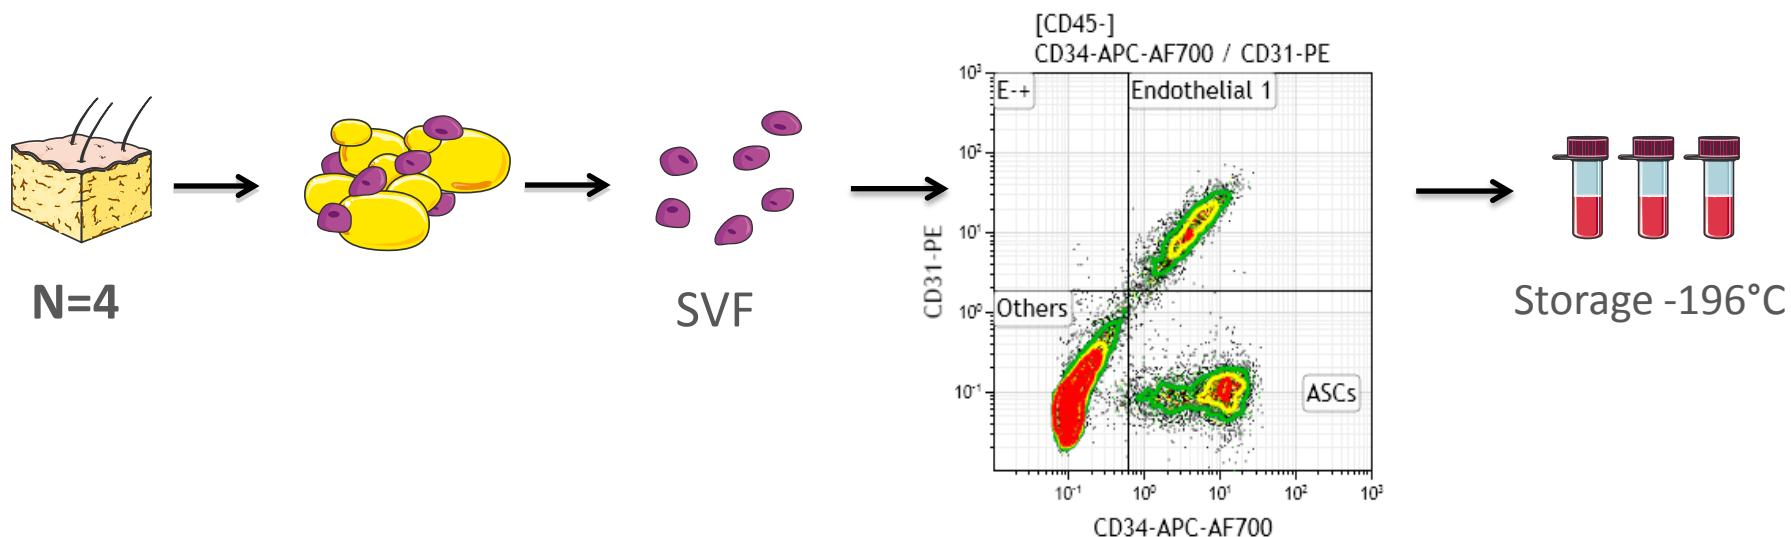 N=4
SVF
[CD45-]
CD34-APC-AF700 / CD31-PE
E-+
Endothelial 1
Others
ASCs
CD31-PE
10³
10²
10¹
10⁰
10⁻¹
10⁻¹ 10⁰ 10¹ 10² 10³
CD34-APC-AF700
Storage -196°C